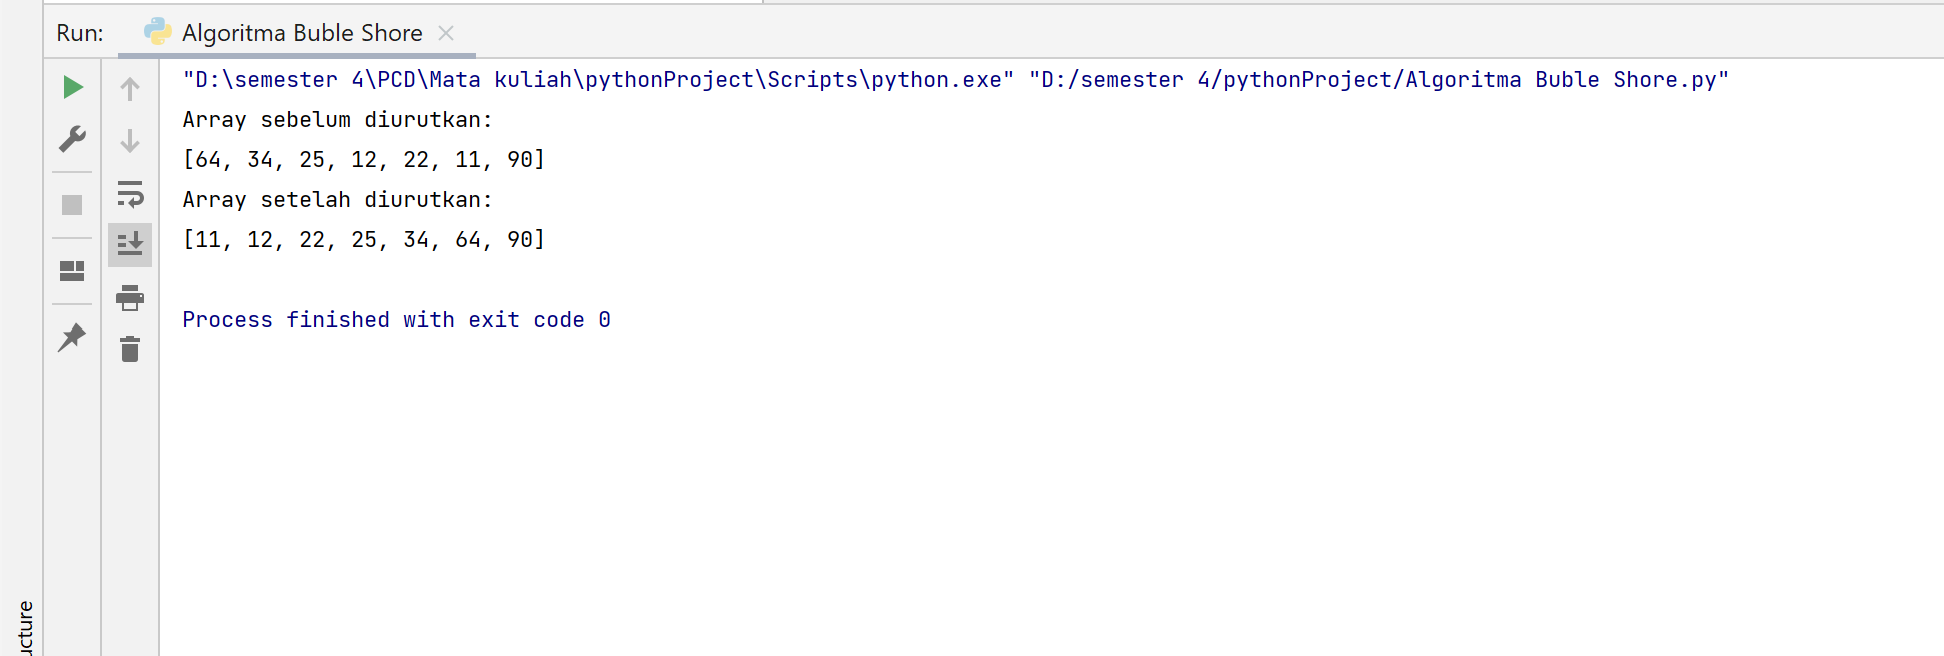 Run: Algoritma Buble Shore
"D:\semester 4\PCD\Mata kuliah\pythonProject\Scripts\python.exe" "D:/semester 4/pythonProject/Algoritma Buble Shore.py"
Array sebelum diurutkan:
[64, 34, 25, 12, 22, 11, 90]
Array setelah diurutkan:
[11, 12, 22, 25, 34, 64, 90]
Process finished with exit code 0
ucture